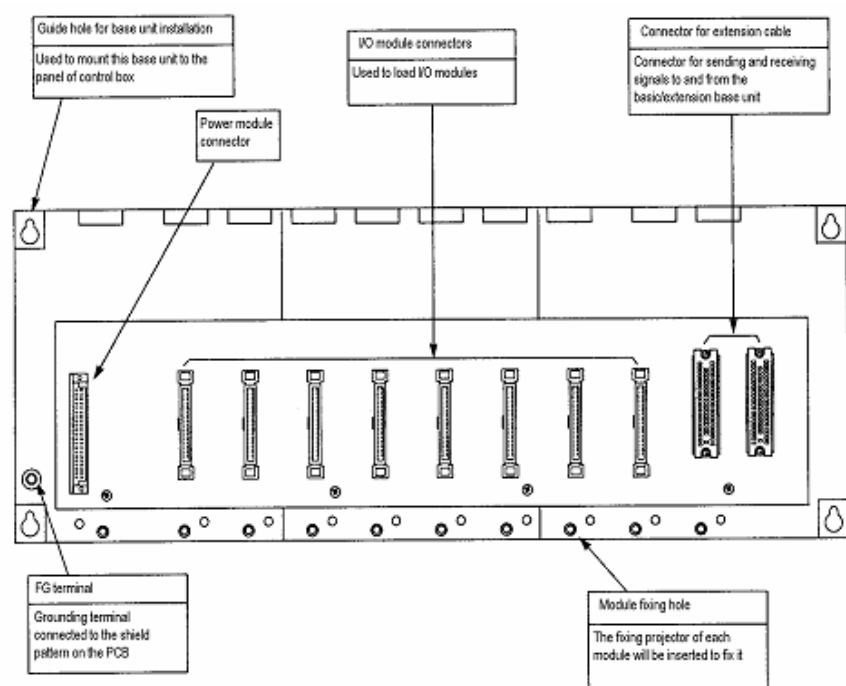 Guide hole for base unit installation
Used to mount this base unit to the
panel of control box
I/O module connectors
Used to load I/O modules
Connector for extension cable
Connector for sending and receiving
signals to and from the
basic/extension base unit
Power module
connector
FG terminal
Grounding terminal
connected to the shield
pattern on the PCB
Module fixing hole
The fixing projector of each
module will be inserted to fix it